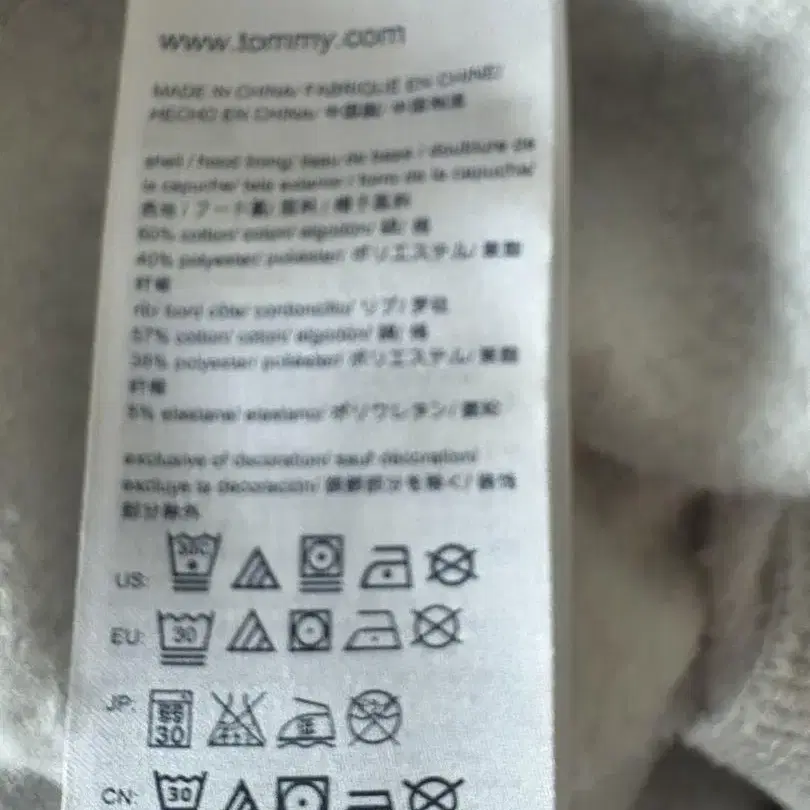 www.tommy.com
MADE IN CHINA/ FABRIQUÉ EN CHINE/
HECHO EN CHINA/ 中国製/ 中国制造
shell / hood lining/ tissu de base / doublure de
la capuche/ tela exterior / forro de la capucha/
表地 / フード裏/ 面料 / 帽子里料
60% cotton/ coton/ algodón/ 綿/ 棉
40% polyester/ polyester/ ポリエステル/ 聚酯
纤维
rib/ bord côte/ cordoncillo/ リブ/ 罗纹
57% cotton/ coton/ algodón/ 綿/ 棉
38% polyester/ poliéster/ ポリエステル/ 聚酯
纤维
5% elastane/ elastano/ ポリウレタン/ 氨纶
exclusive of decoration/ sauf décoration/
excluye la decoración/ 装飾部分を除く/ 装饰
部分除外
US: 30C
EU: 30
JP: 30
CN: 30